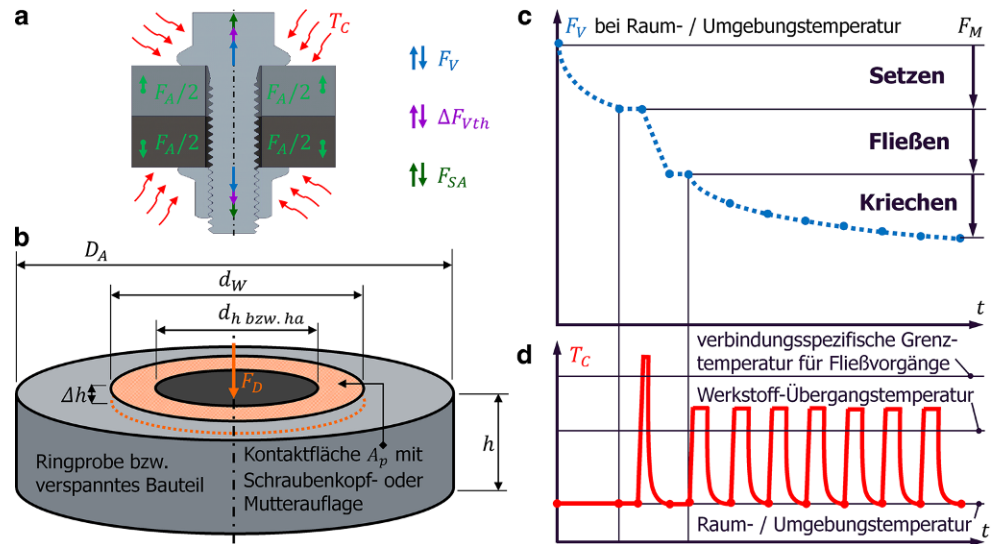 a
T_C
F_A/2
F_A/2
F_A/2
F_A/2
F_V
ΔF_Vth
F_SA
b
D_A
d_W
d_h bzw. ha
F_D
Δh
h
Ringprobe bzw.
verspanntes Bauteil
Kontaktfläche A_p mit
Schraubenkopf- oder
Mutterauflage
c
F_V bei Raum- / Umgebungstemperatur
F_M
Setzen
Fließen
Kriechen
t
d
T_C
verbindungsspezifische Grenz-
temperatur für Fließvorgänge
Werkstoff-Übergangstemperatur
Raum- / Umgebungstemperatur
t